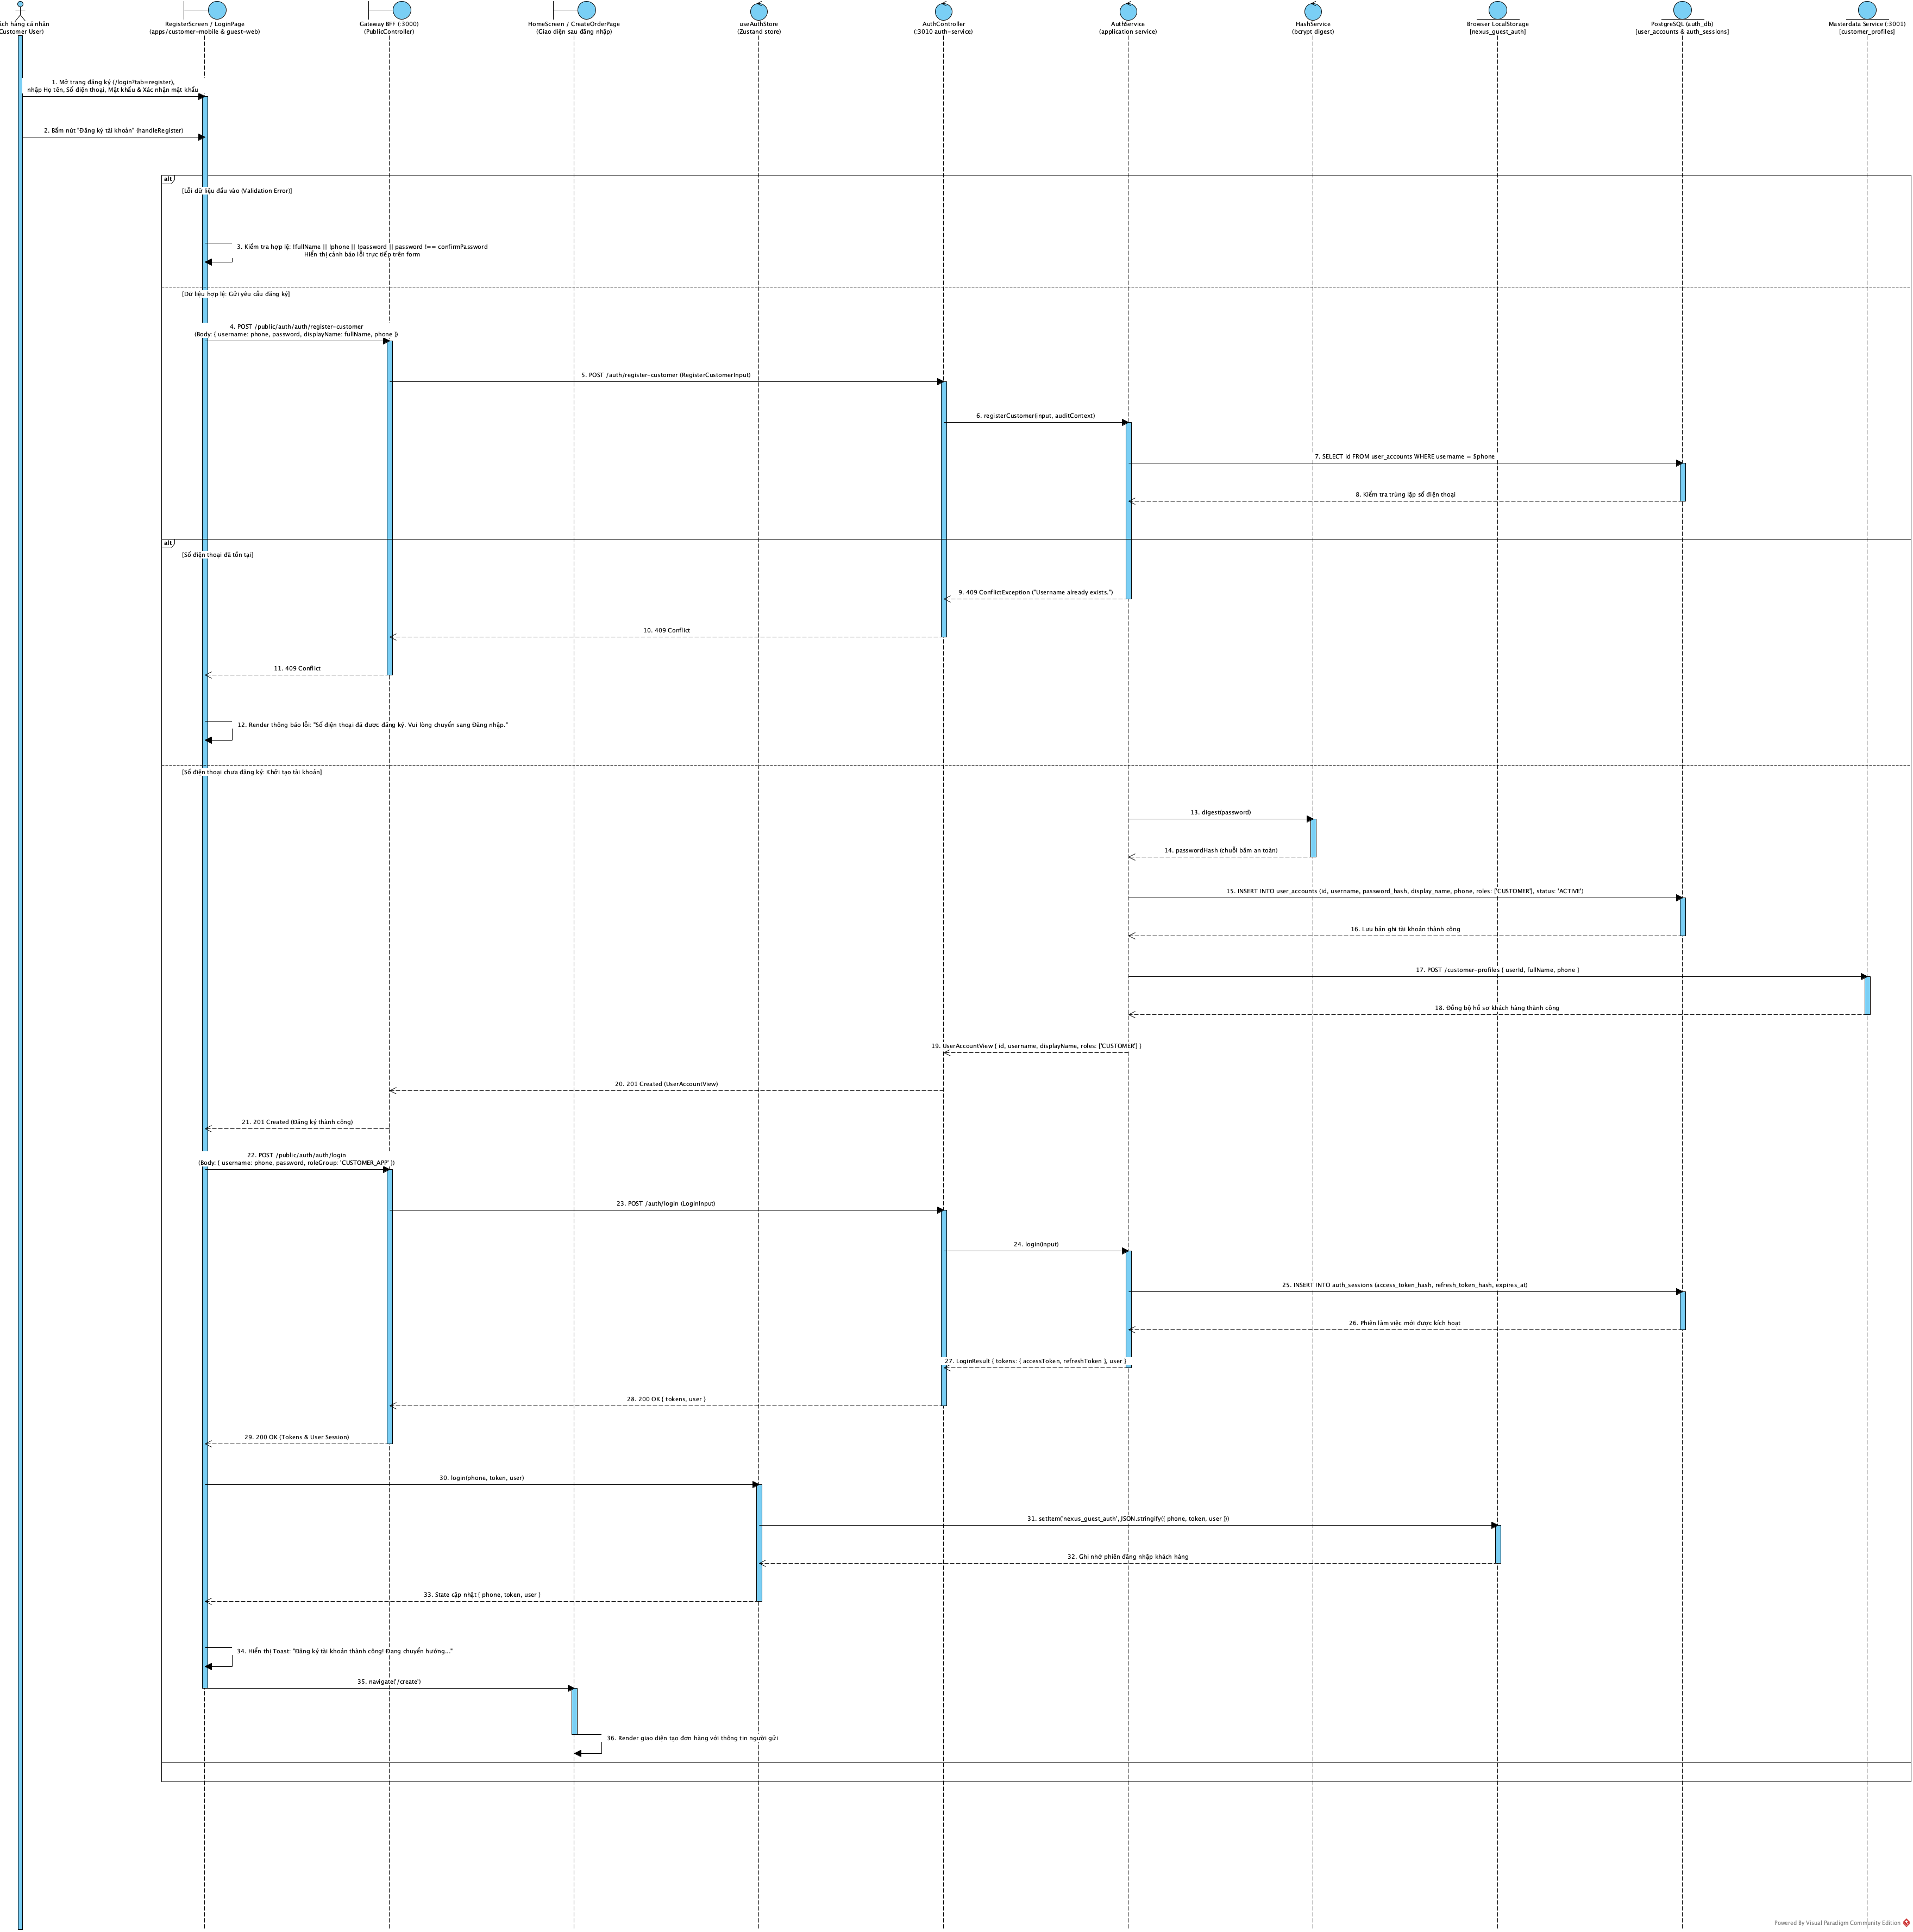 ách hàng cá nhân
Customer User)
RegisterScreen / LoginPage
(apps/customer-mobile & guest-web)
Gateway BFF (:3000)
(PublicController)
HomeScreen / CreateOrderPage
(Giao diện sau đăng nhập)
useAuthStore
(Zustand store)
AuthController
(:3010 auth-service)
AuthService
(application service)
HashService
(bcrypt digest)
Browser LocalStorage
[nexus_guest_auth]
PostgreSQL (auth_db)
[user_accounts & auth_sessions]
Masterdata Service (:3001)
[customer_profiles]
1. Mở trang đăng ký (/login?tab=register),
nhập Họ tên, Số điện thoại, Mật khẩu & Xác nhận mật khẩu
2. Bấm nút "Đăng ký tài khoản" (handleRegister)
alt
[Lỗi dữ liệu đầu vào (Validation Error)]
3. Kiểm tra hợp lệ: !fullName || !phone || !password || password !== confirmPassword
Hiển thị cảnh báo lỗi trực tiếp trên form
[Dữ liệu hợp lệ: Gửi yêu cầu đăng ký]
4. POST /public/auth/auth/register-customer
(Body: { username: phone, password, displayName: fullName, phone })
5. POST /auth/register-customer (RegisterCustomerInput)
6. registerCustomer(input, auditContext)
7. SELECT id FROM user_accounts WHERE username = $phone
8. Kiểm tra trùng lặp số điện thoại
alt
[Số điện thoại đã tồn tại]
9. 409 ConflictException ("Username already exists.")
10. 409 Conflict
11. 409 Conflict
12. Render thông báo lỗi: "Số điện thoại đã được đăng ký. Vui lòng chuyển sang Đăng nhập."
[Số điện thoại chưa đăng ký: Khởi tạo tài khoản]
13. digest(password)
14. passwordHash (chuỗi băm an toàn)
15. INSERT INTO user_accounts (id, username, password_hash, display_name, phone, roles: ['CUSTOMER'], status: 'ACTIVE')
16. Lưu bản ghi tài khoản thành công
17. POST /customer-profiles { userId, fullName, phone }
18. Đồng bộ hồ sơ khách hàng thành công
19. UserAccountView { id, username, displayName, roles: ['CUSTOMER'] }
20. 201 Created (UserAccountView)
21. 201 Created (Đăng ký thành công)
22. POST /public/auth/auth/login
(Body: { username: phone, password, roleGroup: 'CUSTOMER_APP' })
23. POST /auth/login (LoginInput)
24. login(input)
25. INSERT INTO auth_sessions (access_token_hash, refresh_token_hash, expires_at)
26. Phiên làm việc mới được kích hoạt
27. LoginResult { tokens: { accessToken, refreshToken }, user }
28. 200 OK { tokens, user }
29. 200 OK (Tokens & User Session)
30. login(phone, token, user)
31. setItem('nexus_guest_auth', JSON.stringify({ phone, token, user }))
32. Ghi nhớ phiên đăng nhập khách hàng
33. State cập nhật { phone, token, user }
34. Hiển thị Toast: "Đăng ký tài khoản thành công! Đang chuyển hướng..."
35. navigate('/create')
36. Render giao diện tạo đơn hàng với thông tin người gửi
Powered By Visual Paradigm Community Edition